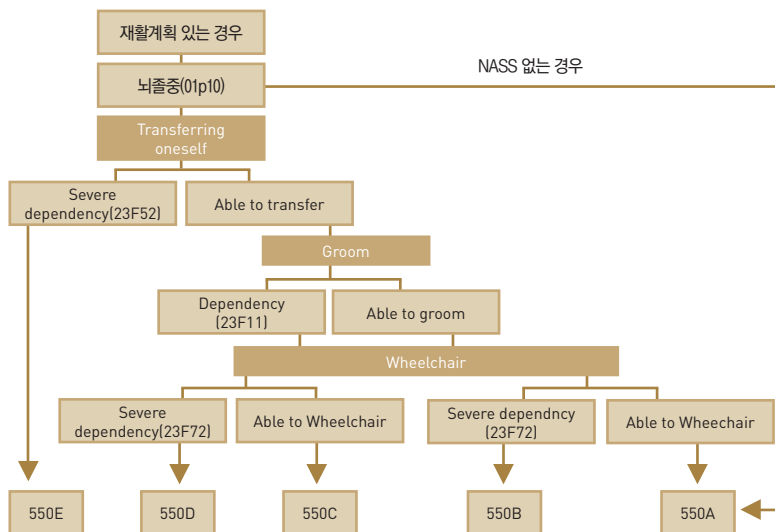 재활계획 있는 경우
NASS 없는 경우
뇌졸중(01p10)
Transferring
oneself
Severe
dependency(23F52)
Able to transfer
Groom
Dependency
(23F11)
Able to groom
Wheelchair
Severe
dependency(23F72)
Able to Wheelchair
Severe dependncy
(23F72)
Able to Wheechair
550E
550D
550C
550B
550A